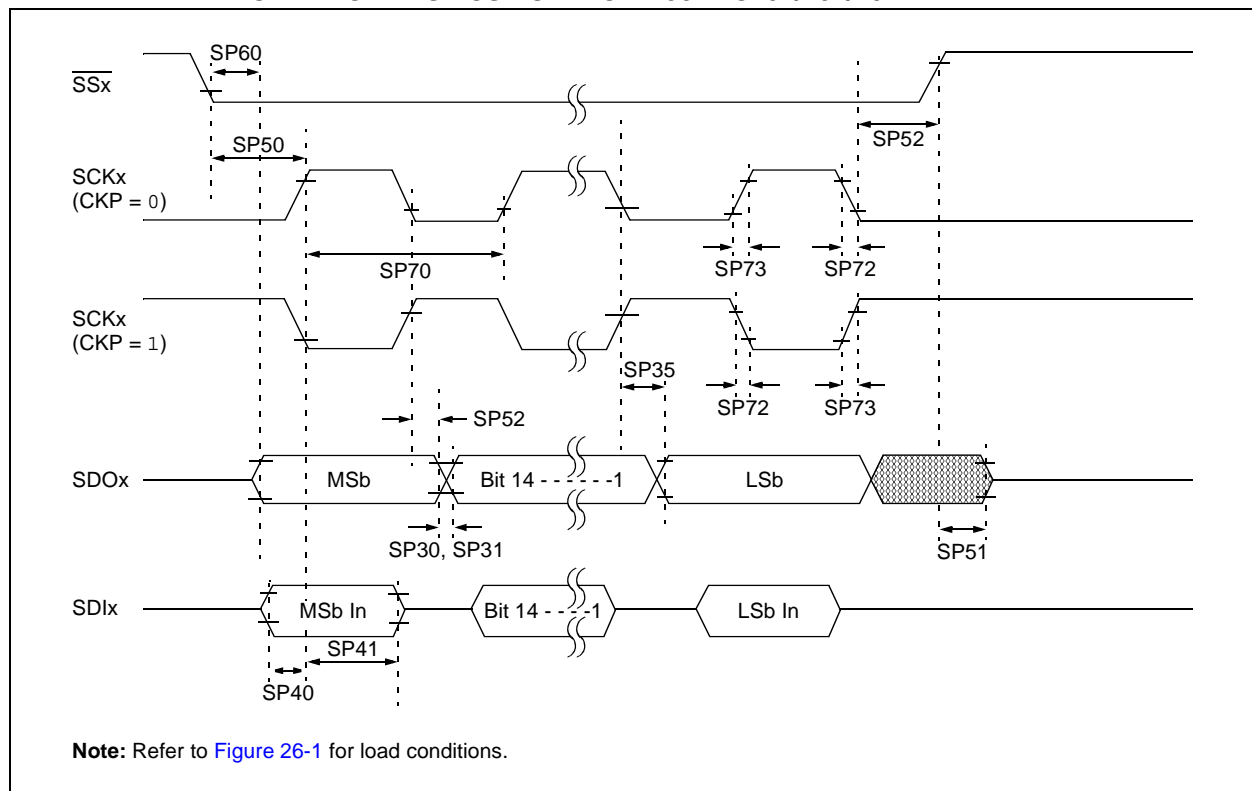 SP60
SSx
SP50
SP52
SCKx
(CKP = 0)
SP70
SP73
SP72
SCKx
(CKP = 1)
SP35
SP72
SP73
SP52
SDOx
MSb
Bit 14 - - - - - -1
LSb
SP30, SP31
SP51
SDIx
MSb In
Bit 14 - - - -1
LSb In
SP41
SP40
Note: Refer to Figure 26-1 for load conditions.